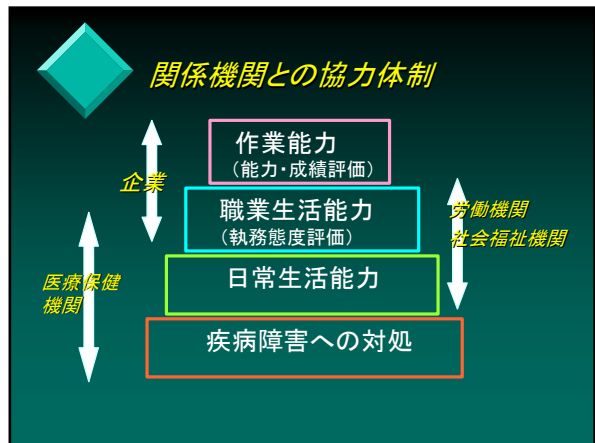 関係機関との協力体制
作業能力
(能力・成績評価)
企業
職業生活能力
(執務態度評価)
労働機関
社会福祉機関
日常生活能力
医療保健
機関
疾病障害への対処